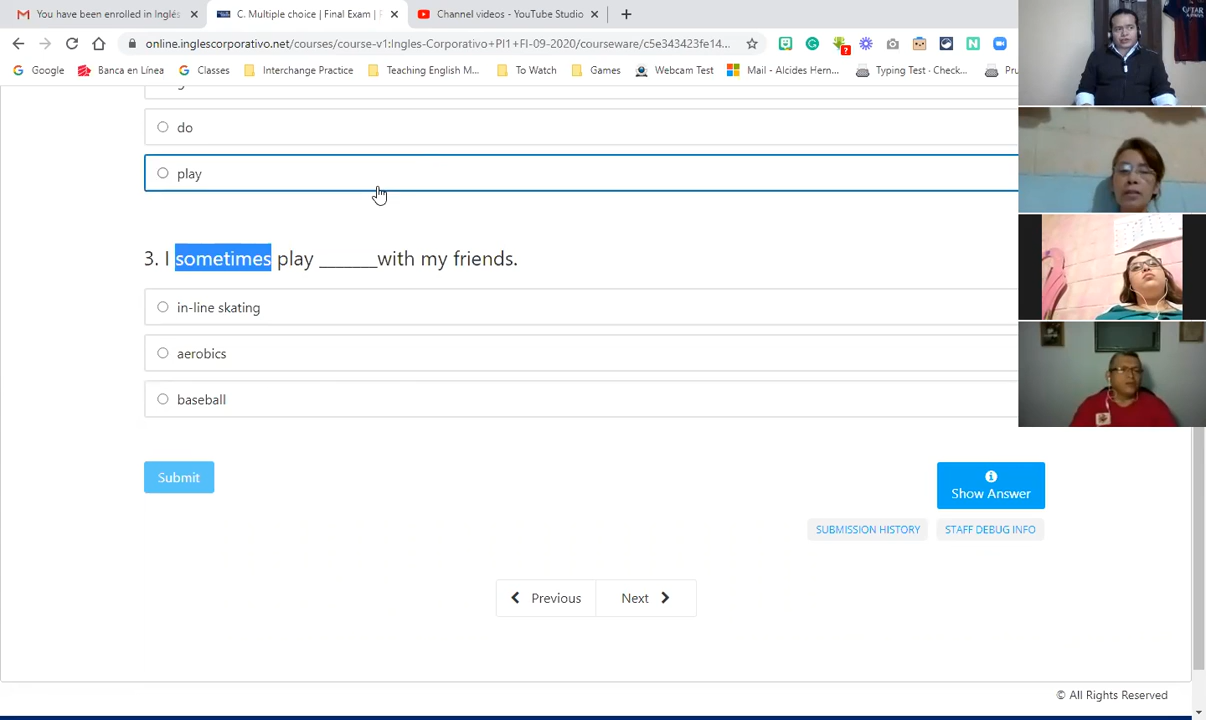 You have been enrolled in Inglés
C. Multiple choice | Final Exam |
Channel videos - YouTube Studio
online.inglescorporativo.net/courses/course-v1:Ingles-Corporativo+PI1+FI-09-2020/courseware/c5e343423fe14...
Google
Banca en Línea
Classes
Interchange Practice
Teaching English M...
To Watch
Games
Webcam Test
Mail - Alcides Hern...
Typing Test · Check...
do
play
3. I sometimes play _______with my friends.
in-line skating
aerobics
baseball
Submit
Show Answer
SUBMISSION HISTORY
STAFF DEBUG INFO
Previous
Next
© All Rights Reserved